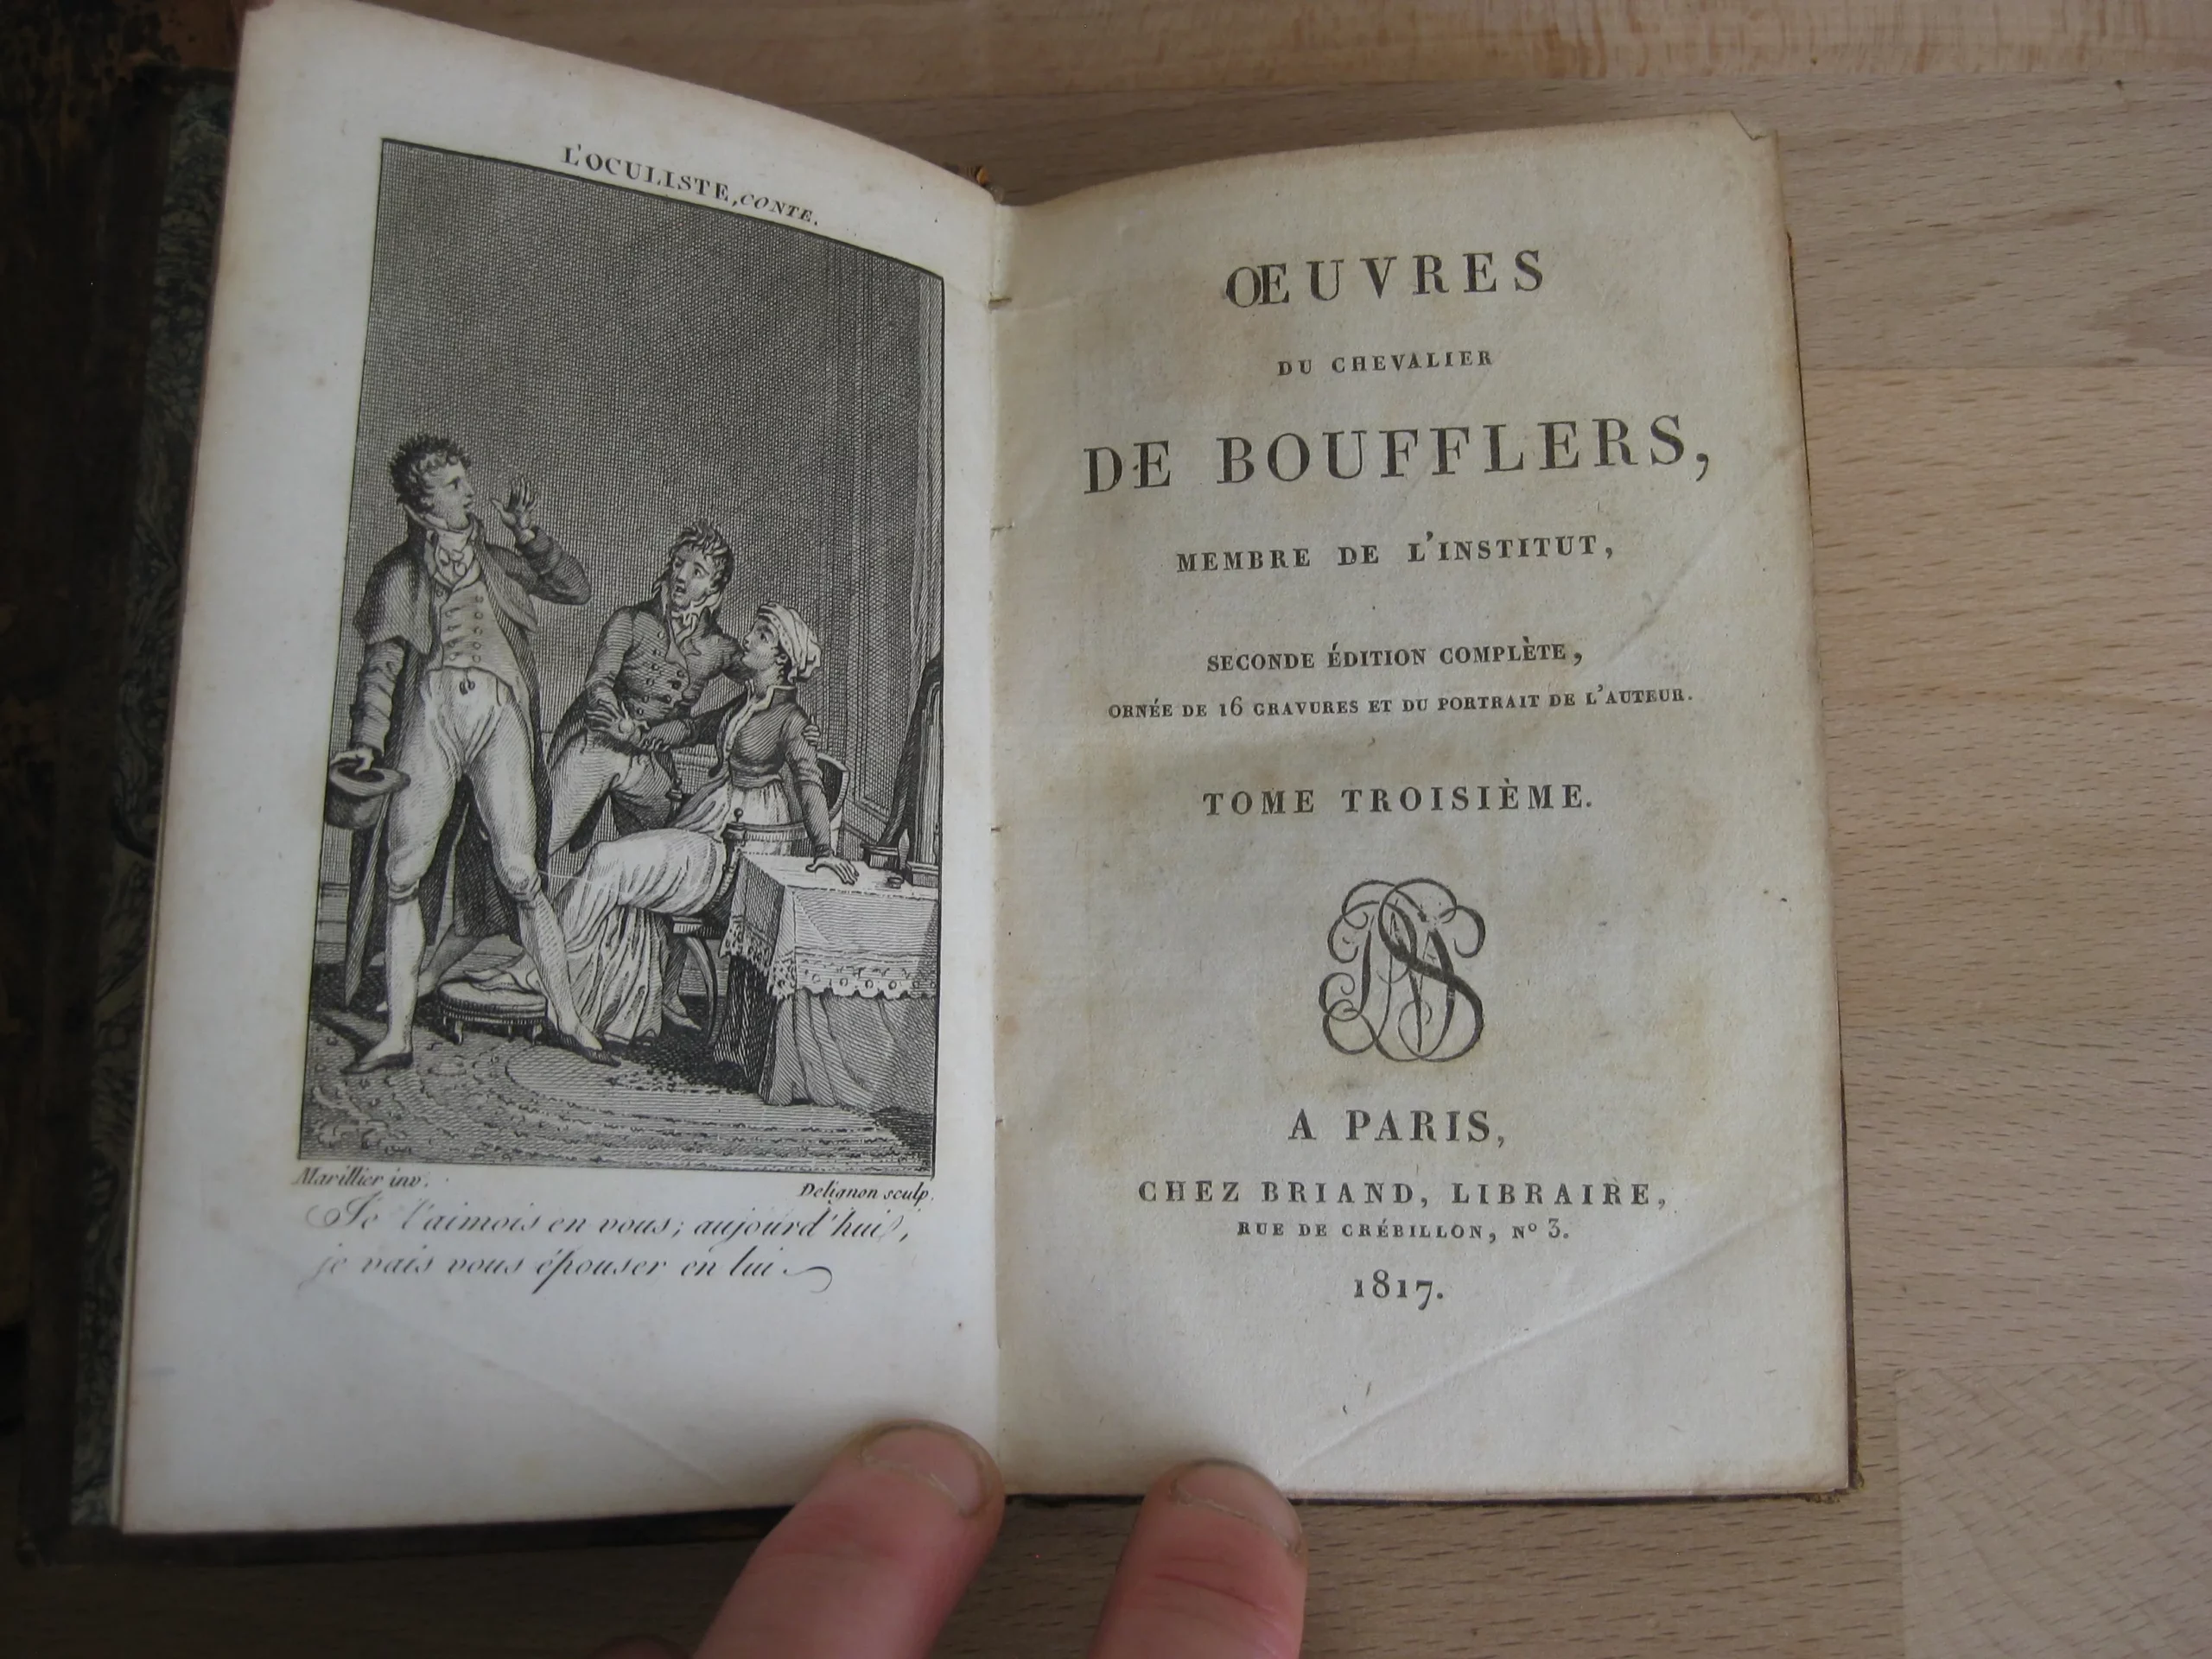 L'OCULISTE, CONTE.
Marillier inv.
Delignon sculp.
Je l'aimois en vous; aujourd'hui,
je vais vous épouser en lui.
ŒUVRES
DU CHEVALIER
DE BOUFFLERS,
MEMBRE DE L'INSTITUT,
SECONDE ÉDITION COMPLÈTE,
ORNÉE DE 16 GRAVURES ET DU PORTRAIT DE L'AUTEUR.
TOME TROISIÈME.
A PARIS,
CHEZ BRIAND, LIBRAIRE,
RUE DE CRÉBILLON, Nº 3.
1817.